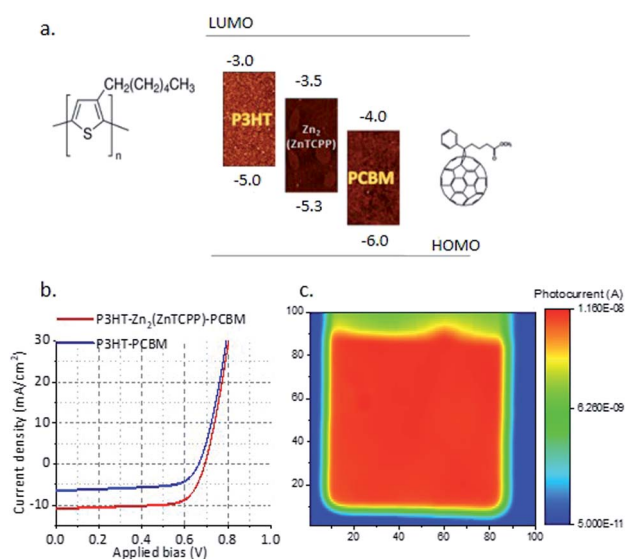 a.
LUMO
-3.0
-3.5
-4.0
CH2(CH2)4CH3
S
n
P3HT
Zn2
(ZnTCPP)
PCBM
O
OCH3
-5.0
-5.3
-6.0
HOMO
b.
P3HT-Zn2(ZnTCPP)-PCBM
P3HT-PCBM
Current density (mA/cm2)
30
20
10
0
-10
0.0 0.2 0.4 0.6 0.8 1.0
Applied bias (V)
c.
Photocurrent (A)
1.160E-08
6.260E-09
5.000E-11
100
80
60
40
20
20 40 60 80 100